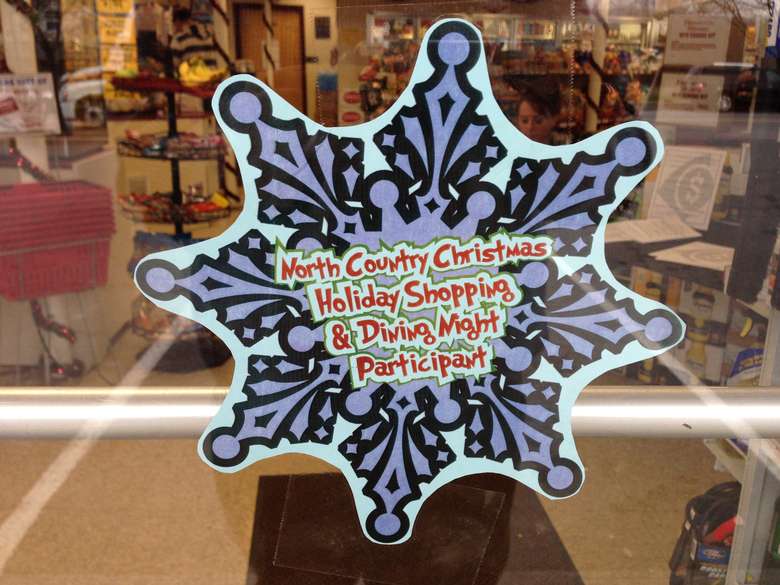 North Country Christmas
Holiday Shopping
& Dining Night
Participant